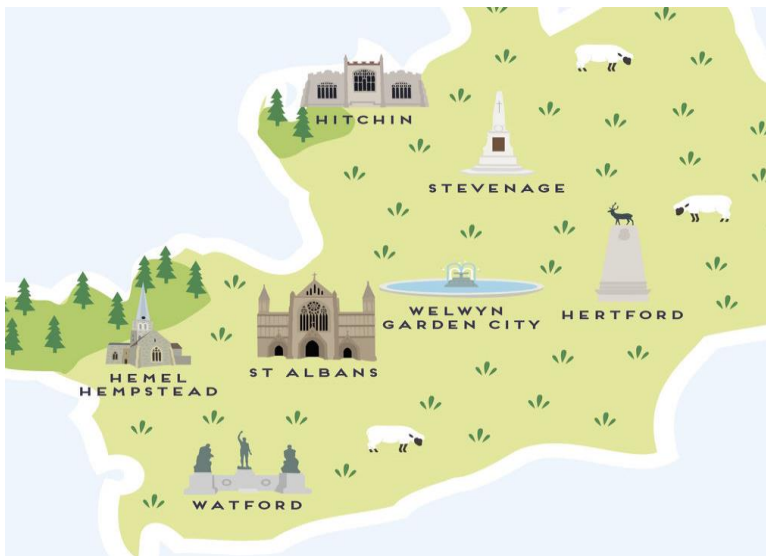 HITCHIN
STEVENAGE
WELWYN
GARDEN CITY
HERTFORD
HEMEL
HEMPSTEAD
ST ALBANS
WATFORD